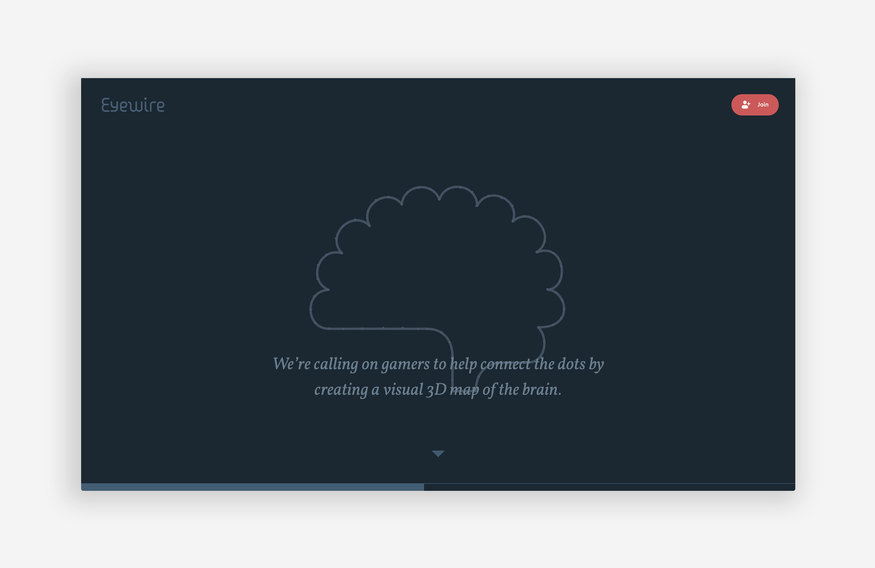 Eyewire
Join
We're calling on gamers to help connect the dots by
creating a visual 3D map of the brain.